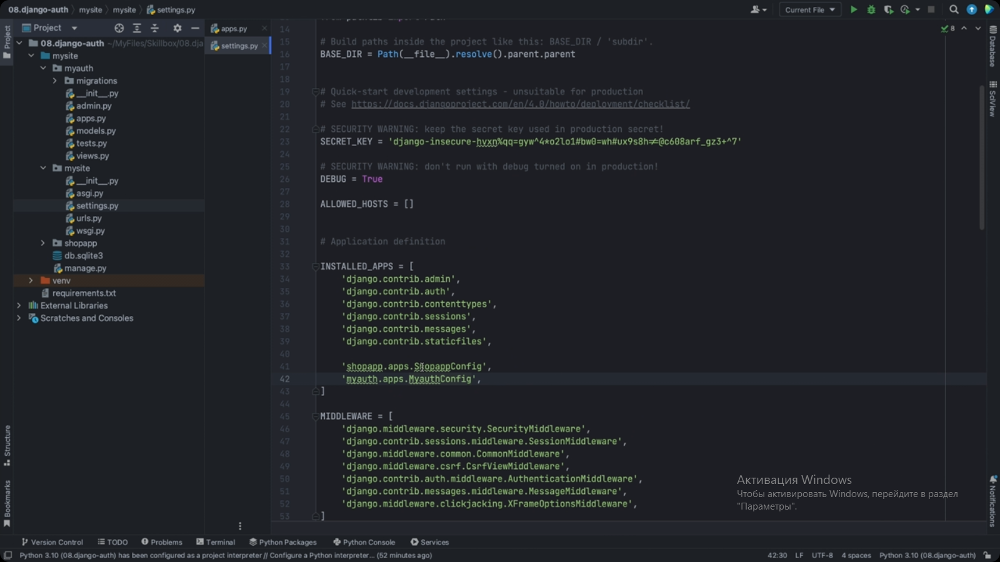 08.django-auth mysite mysite settings.py
Current File
Project
apps.py
settings.py
8
Project
08.django-auth ~/MyFiles/Skillbox/08.dja
mysite
myauth
migrations
__init__.py
admin.py
apps.py
models.py
tests.py
views.py
mysite
__init__.py
asgi.py
settings.py
urls.py
wsgi.py
shopapp
db.sqlite3
manage.py
venv
requirements.txt
External Libraries
Scratches and Consoles
Structure
Bookmarks
14
15 # Build paths inside the project like this: BASE_DIR / 'subdir'.
16 BASE_DIR = Path(__file__).resolve().parent.parent
17
18
19 # Quick-start development settings - unsuitable for production
20 # See https://docs.djangoproject.com/en/4.0/howto/deployment/checklist/
21
22 # SECURITY WARNING: keep the secret key used in production secret!
23 SECRET_KEY = 'django-insecure-hyxn%qq=gyw^4*o2lo1#bw0=wh#ux9s8h≠@c608arf_gz3+^7'
24
25 # SECURITY WARNING: don't run with debug turned on in production!
26 DEBUG = True
27
28 ALLOWED_HOSTS = []
29
30
31 # Application definition
32
33 INSTALLED_APPS = [
34 'django.contrib.admin',
35 'django.contrib.auth',
36 'django.contrib.contenttypes',
37 'django.contrib.sessions',
38 'django.contrib.messages',
39 'django.contrib.staticfiles',
40
41 'shopapp.apps.ShopappConfig',
42 'myauth.apps.MyauthConfig',
43 ]
44
45 MIDDLEWARE = [
46 'django.middleware.security.SecurityMiddleware',
47 'django.contrib.sessions.middleware.SessionMiddleware',
48 'django.middleware.common.CommonMiddleware',
49 'django.middleware.csrf.CsrfViewMiddleware',
50 'django.contrib.auth.middleware.AuthenticationMiddleware',
51 'django.contrib.messages.middleware.MessageMiddleware',
52 'django.middleware.clickjacking.XFrameOptionsMiddleware',
53 ]
Database
SciView
Notifications
Активация Windows
Чтобы активировать Windows, перейдите в раздел
"Параметры".
Version Control TODO Problems Terminal Python Packages Python Console Services
Python 3.10 (08.django-auth) has been configured as a project interpreter // Configure a Python interpreter... (52 minutes ago) 42:30 LF UTF-8 4 spaces Python 3.10 (08.django-auth)